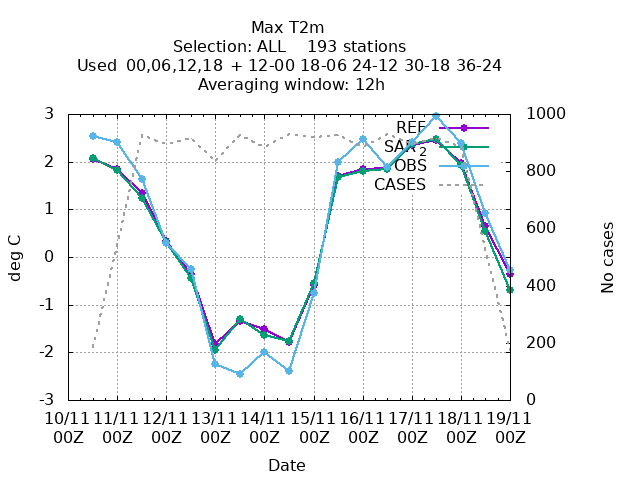 Max T2m
Selection: ALL    193 stations
Used  00,06,12,18  + 12-00 18-06 24-12 30-18 36-24
Averaging window: 12h
3
2
1
0
-1
-2
-3
deg C
1000
800
600
400
200
0
No cases
REF
SAR_2
OBS
CASES
10/11 11/11 12/11 13/11 14/11 15/11 16/11 17/11 18/11 19/11
00Z 00Z 00Z 00Z 00Z 00Z 00Z 00Z 00Z 00Z
Date